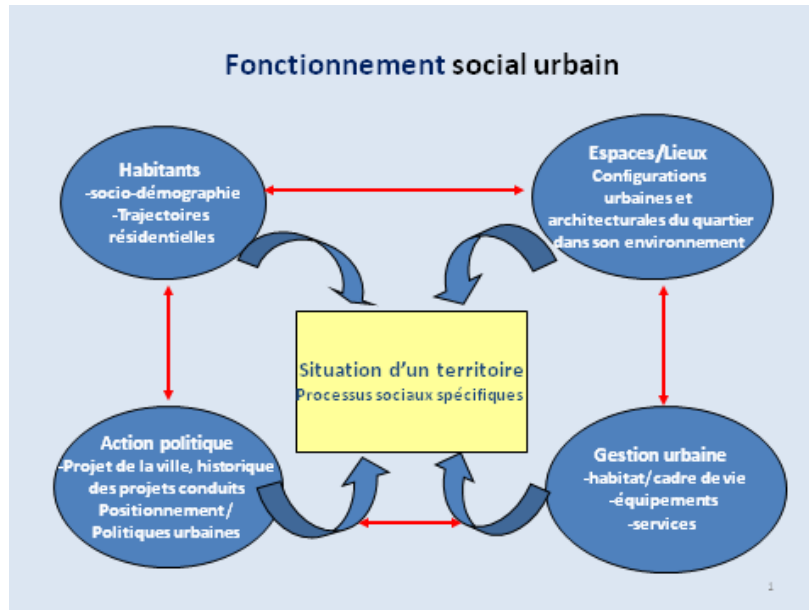 Fonctionnement social urbain
Habitants
-socio-démographie
-Trajectoires
résidentielles
Espaces/Lieux
Configurations
urbaines et
architecturales du quartier
dans son environnement
Situation d'un territoire
Processus sociaux spécifiques
Action politique
-Projet de la ville, historique
des projets conduits
Positionnement/
Politiques urbaines
Gestion urbaine
-habitat/cadre de vie
-équipements
-services
1